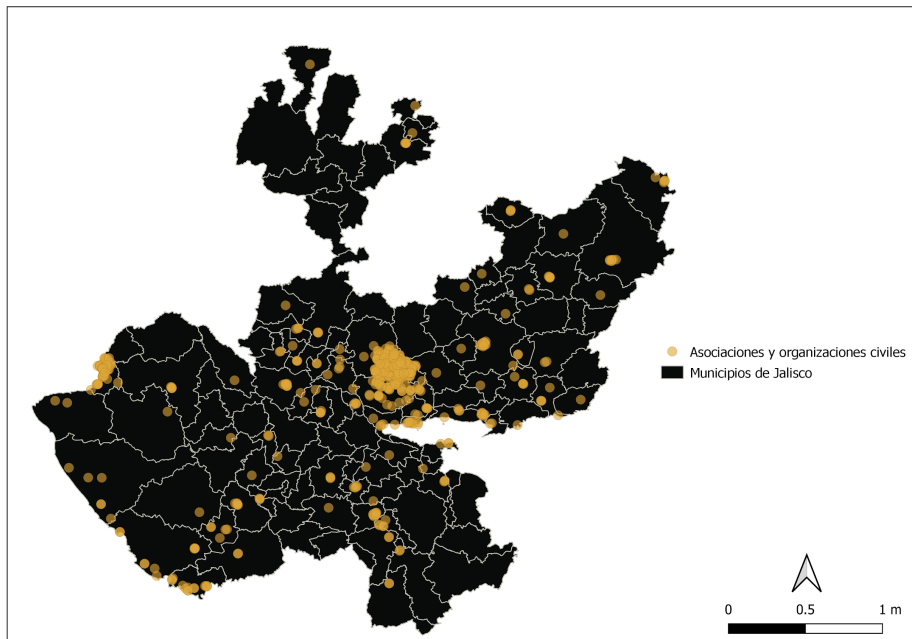 Asociaciones y organizaciones civiles
Municipios de Jalisco
0 0.5 1 m